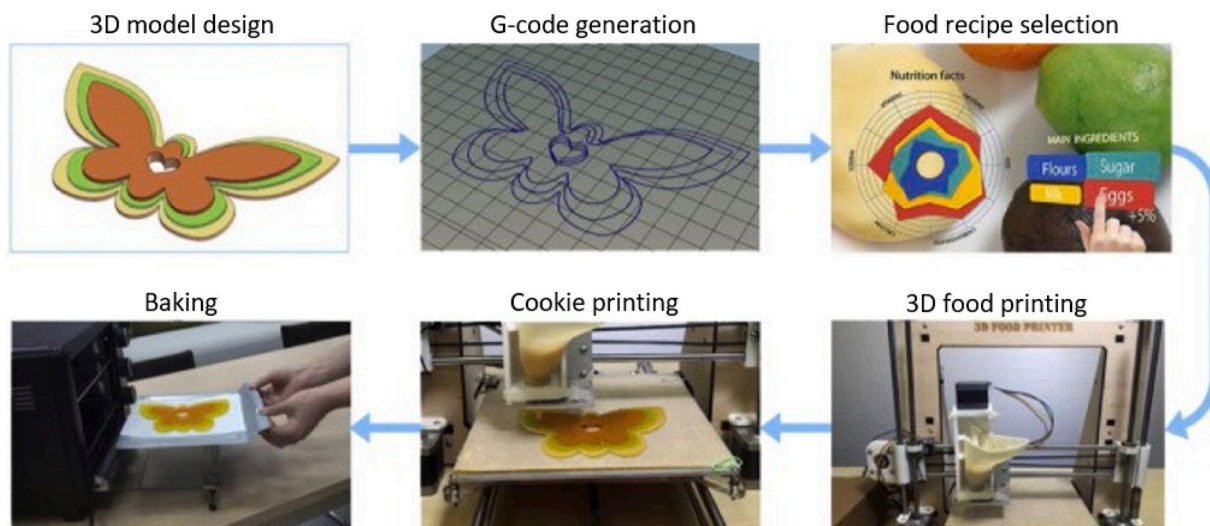 3D model design
G-code generation
Food recipe selection
Nutrition facts
MAIN INGREDIENTS
Flours
Sugar
Milk
Eggs
+5%
Baking
Cookie printing
3D food printing
3D FOOD PRINTER